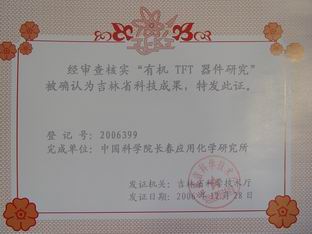 经审查核实“有机 TFT 器件研究”
被确认为吉林省科技成果，特发此证。
登 记 号: 2006399
完成单位: 中国科学院长春应用化学研究所
发证机关: 吉林省科学技术厅
发证日期: 2006年12月28日